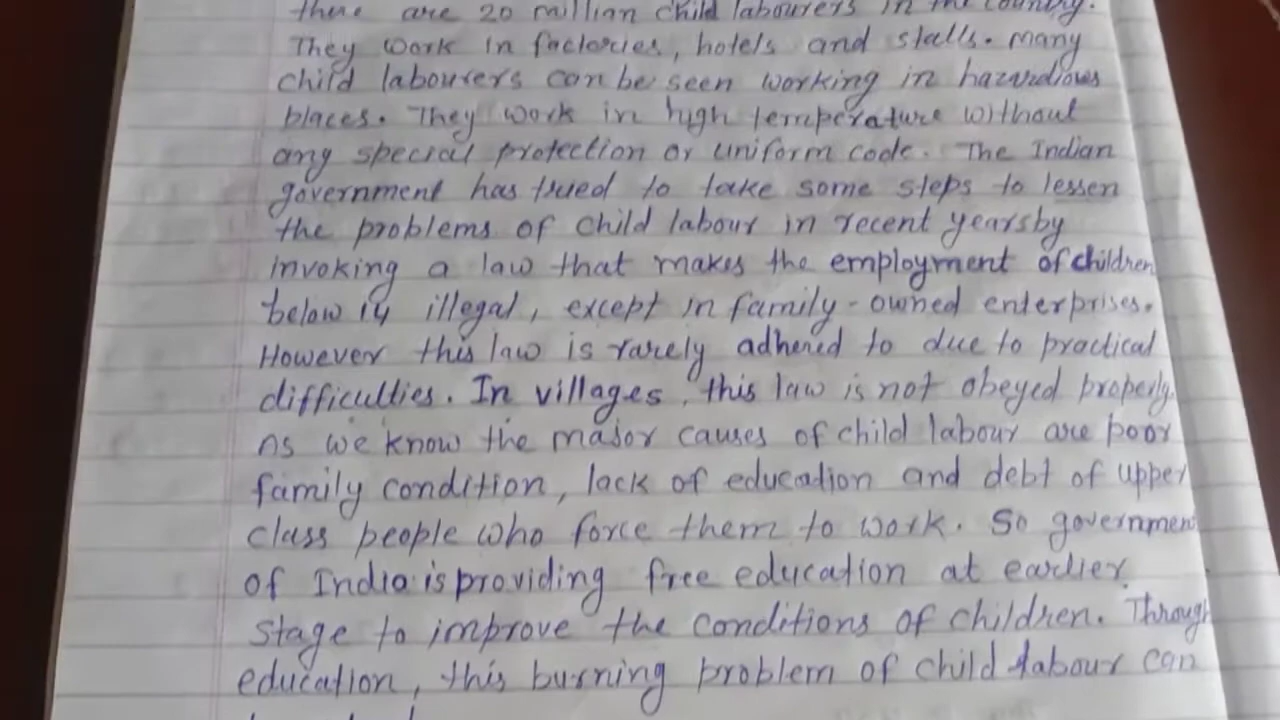 there are 20 million child labourers in the country.
They work in factories, hotels and stalls. Many
child labourers can be seen working in hazardious
places. They work in high temperature without
any special protection or uniform code. The Indian
government has tried to take some steps to lessen
the problems of child labour in recent yearsby
invoking a law that makes the employment of children
below 14 illegal, except in family-owned enterprises.
However this law is rarely adhered to due to practical
difficulties. In villages, this law is not obeyed properly.
As we know the major causes of child labour are poor
family condition, lack of education and debt of upper
class people who force them to work. So government
of India is providing free education at earlier
stage to improve the conditions of children. Through
education, this burning problem of child labour can